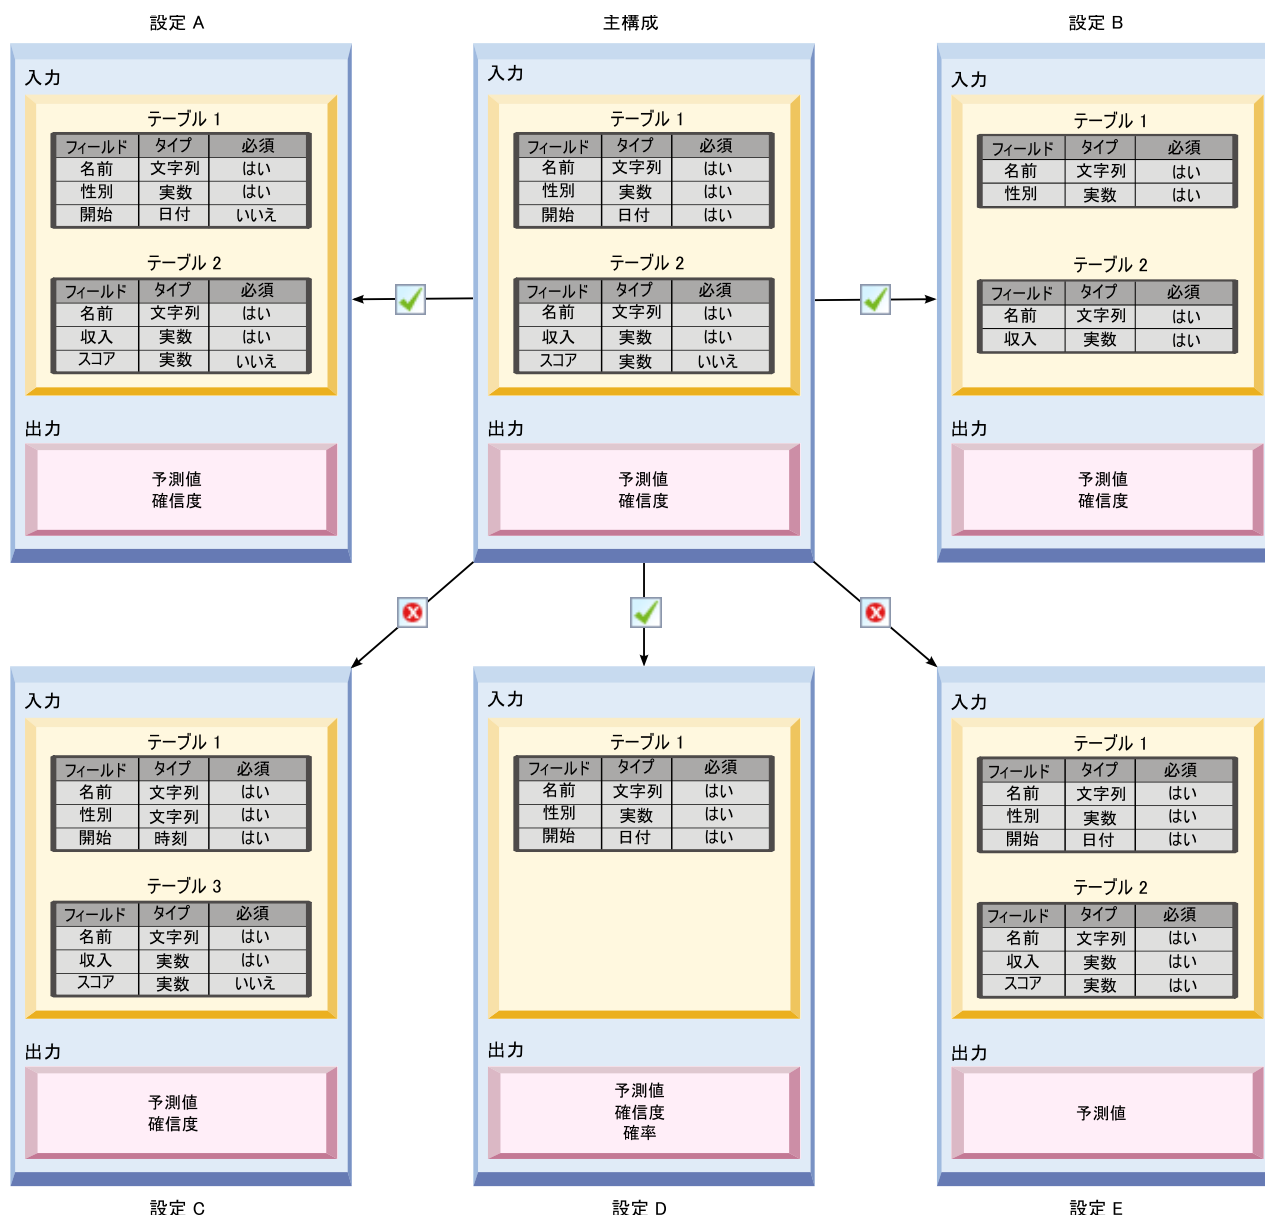 設定 A
入力
テーブル 1
フィールド タイプ 必須
名前 文字列 はい
性別 実数 はい
開始 日付 いいえ
テーブル 2
フィールド タイプ 必須
名前 文字列 はい
収入 実数 はい
スコア 実数 いいえ
出力
予測値
確信度
主構成
入力
テーブル 1
フィールド タイプ 必須
名前 文字列 はい
性別 実数 はい
開始 日付 はい
テーブル 2
フィールド タイプ 必須
名前 文字列 はい
収入 実数 はい
スコア 実数 いいえ
出力
予測値
確信度
設定 B
入力
テーブル 1
フィールド タイプ 必須
名前 文字列 はい
性別 実数 はい
テーブル 2
フィールド タイプ 必須
名前 文字列 はい
収入 実数 はい
出力
予測値
確信度
入力
テーブル 1
フィールド タイプ 必須
名前 文字列 はい
性別 文字列 はい
開始 時刻 はい
テーブル 3
フィールド タイプ 必須
名前 文字列 はい
収入 実数 はい
スコア 実数 いいえ
出力
予測値
確信度
設定 C
入力
テーブル 1
フィールド タイプ 必須
名前 文字列 はい
性別 実数 はい
開始 日付 はい
出力
予測値
確信度
確率
設定 D
入力
テーブル 1
フィールド タイプ 必須
名前 文字列 はい
性別 実数 はい
開始 日付 はい
テーブル 2
フィールド タイプ 必須
名前 文字列 はい
収入 実数 はい
スコア 実数 はい
出力
予測値
設定 E